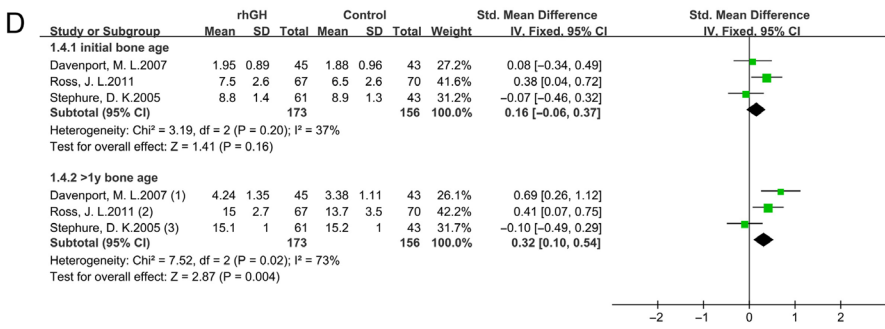 D
rhGH Control Std. Mean Difference Std. Mean Difference
Study or Subgroup Mean SD Total Mean SD Total Weight IV, Fixed, 95% CI IV, Fixed, 95% CI
1.4.1 initial bone age
Davenport, M. L.2007 1.95 0.89 45 1.88 0.96 43 27.2% 0.08 [−0.34, 0.49]
Ross, J. L.2011 7.5 2.6 67 6.5 2.6 70 41.6% 0.38 [0.04, 0.72]
Stephure, D. K.2005 8.8 1.4 61 8.9 1.3 43 31.2% −0.07 [−0.46, 0.32]
Subtotal (95% CI) 173 156 100.0% 0.16 [−0.06, 0.37]
Heterogeneity: Chi² = 3.19, df = 2 (P = 0.20); I² = 37%
Test for overall effect: Z = 1.41 (P = 0.16)
1.4.2 >1y bone age
Davenport, M. L.2007 (1) 4.24 1.35 45 3.38 1.11 43 26.1% 0.69 [0.26, 1.12]
Ross, J. L.2011 (2) 15 2.7 67 13.7 3.5 70 42.2% 0.41 [0.07, 0.75]
Stephure, D. K.2005 (3) 15.1 1 61 15.2 1 43 31.7% −0.10 [−0.49, 0.29]
Subtotal (95% CI) 173 156 100.0% 0.32 [0.10, 0.54]
Heterogeneity: Chi² = 7.52, df = 2 (P = 0.02); I² = 73%
Test for overall effect: Z = 2.87 (P = 0.004)
−2 −1 0 1 2